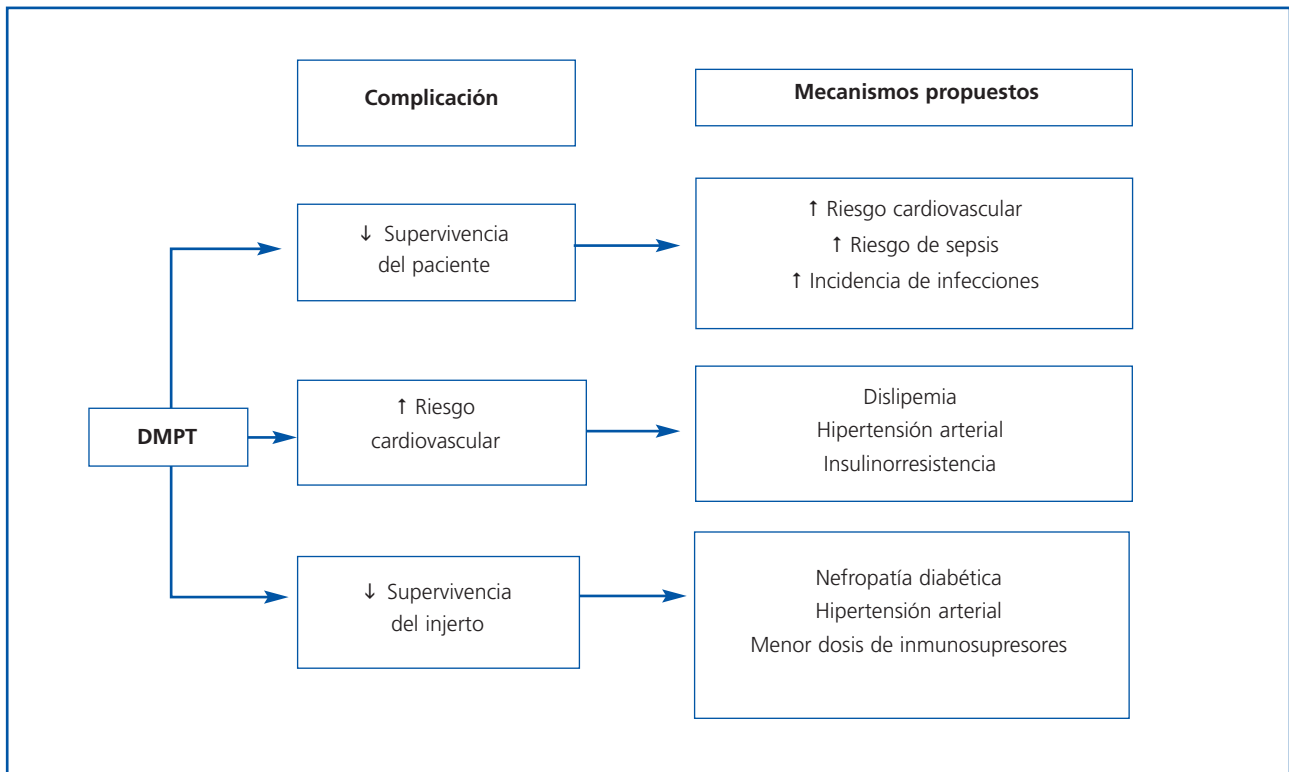 Complicación
Mecanismos propuestos
↓ Supervivencia
del paciente
↑ Riesgo cardiovascular
↑ Riesgo de sepsis
↑ Incidencia de infecciones
DMPT
↑ Riesgo
cardiovascular
Dislipemia
Hipertensión arterial
Insulinorresistencia
↓ Supervivencia
del injerto
Nefropatía diabética
Hipertensión arterial
Menor dosis de inmunosupresores